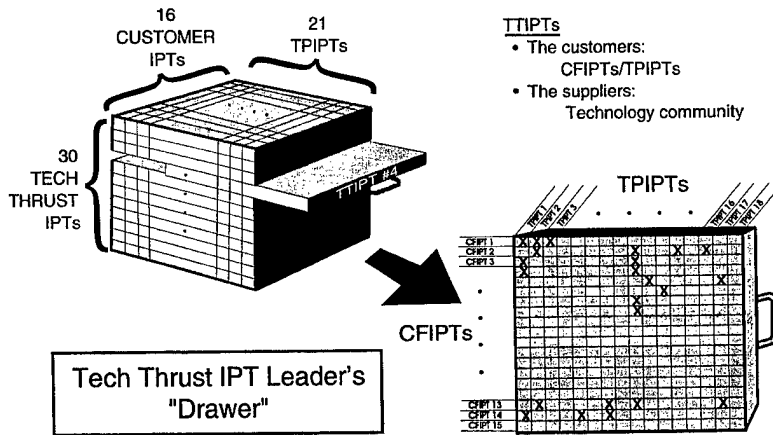 16
CUSTOMER
IPTs
21
TPIPTs
30
TECH
THRUST
IPTs
TTIPT #4
TTIPTs
• The customers:
CFIPTs/TPIPTs
• The suppliers:
Technology community
TPIPTs
TPIPT 1
TPIPT 2
TPIPT 3
TPIPT 16
TPIPT 17
TPIPT 18
CFIPT 1
CFIPT 2
CFIPT 3
CFIPTs
CFIPT 13
CFIPT 14
CFIPT 15
Tech Thrust IPT Leader's
"Drawer"